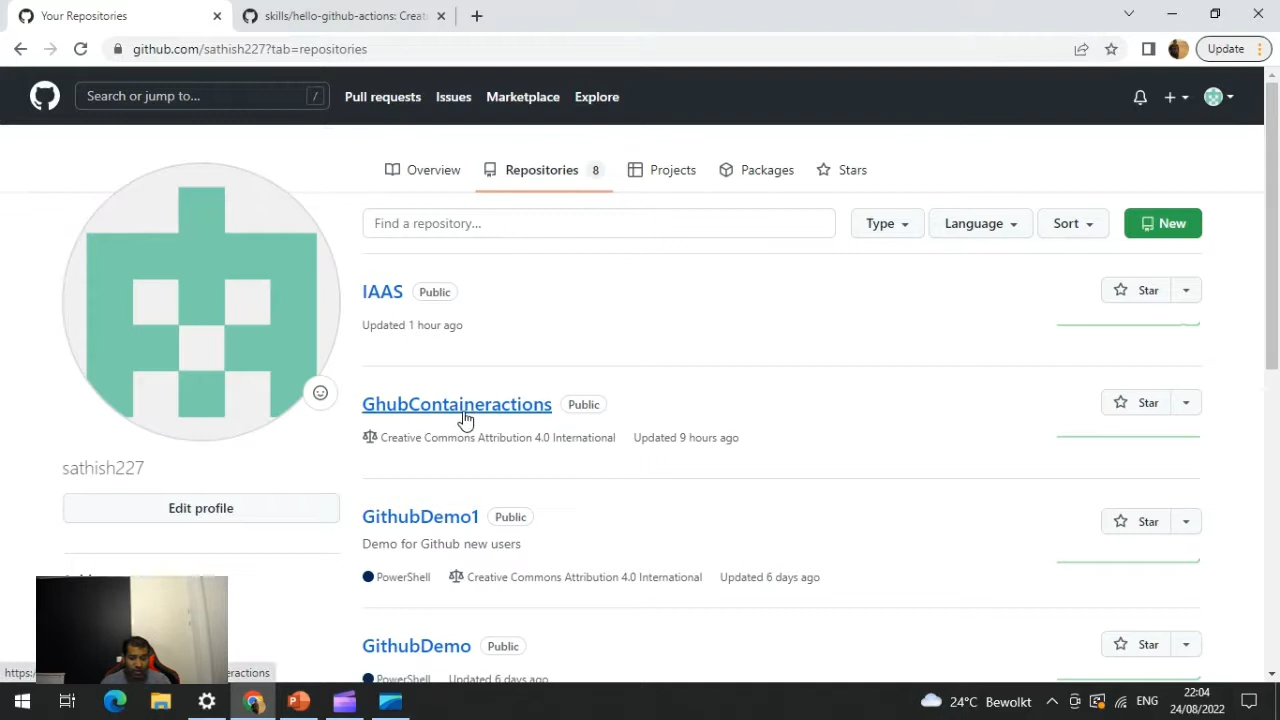 Your Repositories
skills/hello-github-actions: Creat
github.com/sathish227?tab=repositories
Update
Search or jump to...
/
Pull requests
Issues
Marketplace
Explore
Overview
Repositories 8
Projects
Packages
Stars
Find a repository...
Type
Language
Sort
New
IAAS Public
Star
Updated 1 hour ago
GhubContaineractions Public
Star
Creative Commons Attribution 4.0 International Updated 9 hours ago
sathish227
Edit profile
GithubDemo1 Public
Star
Demo for Github new users
PowerShell Creative Commons Attribution 4.0 International Updated 6 days ago
GithubDemo Public
Star
PowerShell Updated 6 days ago
https:
eractions
24°C Bewolkt
ENG
22:04
24/08/2022